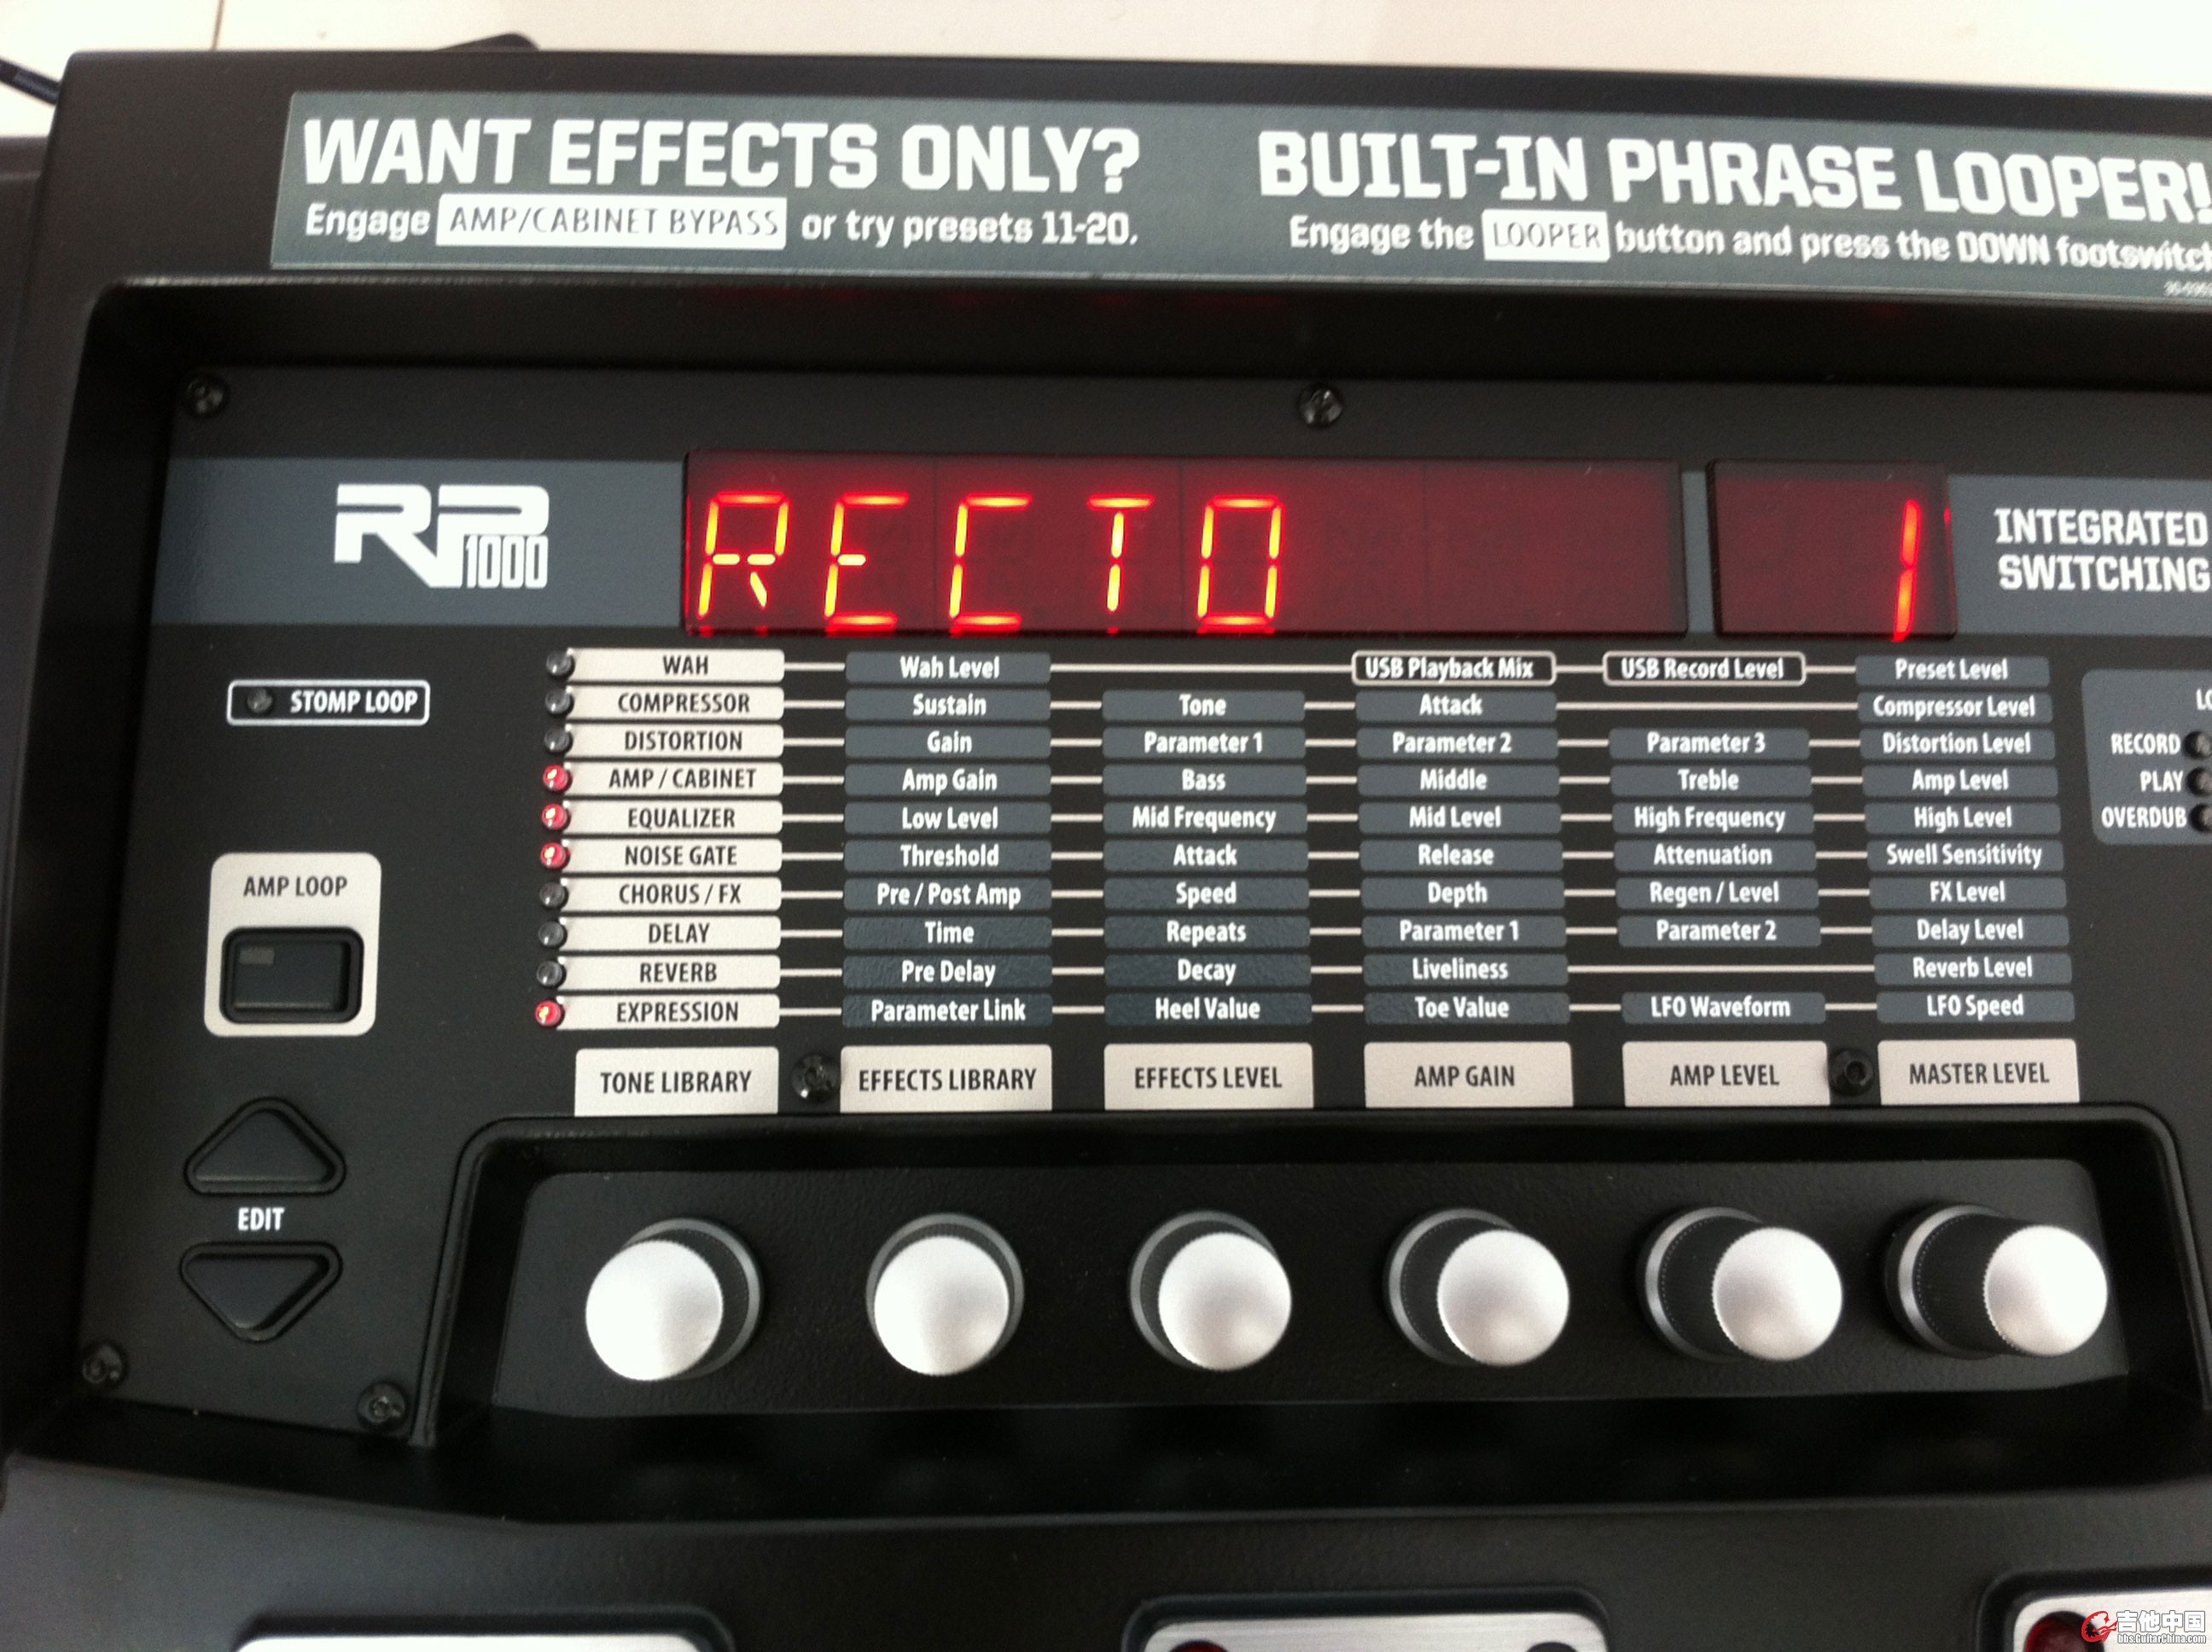 WANT EFFECTS ONLY?
Engage AMP/CABINET BYPASS or try presets 11-20.
BUILT-IN PHRASE LOOPER!
Engage the LOOPER button and press the DOWN footswitch
RP1000
RECTO
1
INTEGRATED
SWITCHING
STOMP LOOP
WAH Wah Level USB Playback Mix USB Record Level Preset Level
COMPRESSOR Sustain Tone Attack Compressor Level
DISTORTION Gain Parameter 1 Parameter 2 Parameter 3 Distortion Level
AMP / CABINET Amp Gain Bass Middle Treble Amp Level
EQUALIZER Low Level Mid Frequency Mid Level High Frequency High Level
NOISE GATE Threshold Attack Release Attenuation Swell Sensitivity
CHORUS / FX Pre / Post Amp Speed Depth Regen / Level FX Level
DELAY Time Repeats Parameter 1 Parameter 2 Delay Level
REVERB Pre Delay Decay Liveliness Reverb Level
EXPRESSION Parameter Link Heel Value Toe Value LFO Waveform LFO Speed
RECORD
PLAY
OVERDUB
AMP LOOP
TONE LIBRARY EFFECTS LIBRARY EFFECTS LEVEL AMP GAIN AMP LEVEL MASTER LEVEL
EDIT
吉他中国
bbs.GuitarChina.com